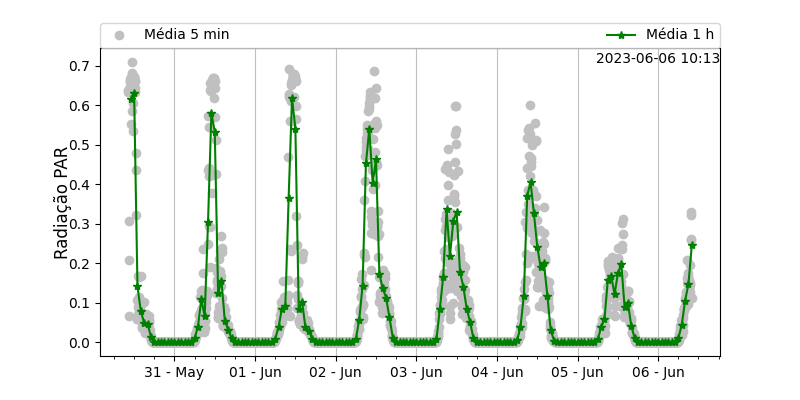 Média 5 min
Média 1 h
2023-06-06 10:13
Radiação PAR
0.7
0.6
0.5
0.4
0.3
0.2
0.1
0.0
31 - May
01 - Jun
02 - Jun
03 - Jun
04 - Jun
05 - Jun
06 - Jun